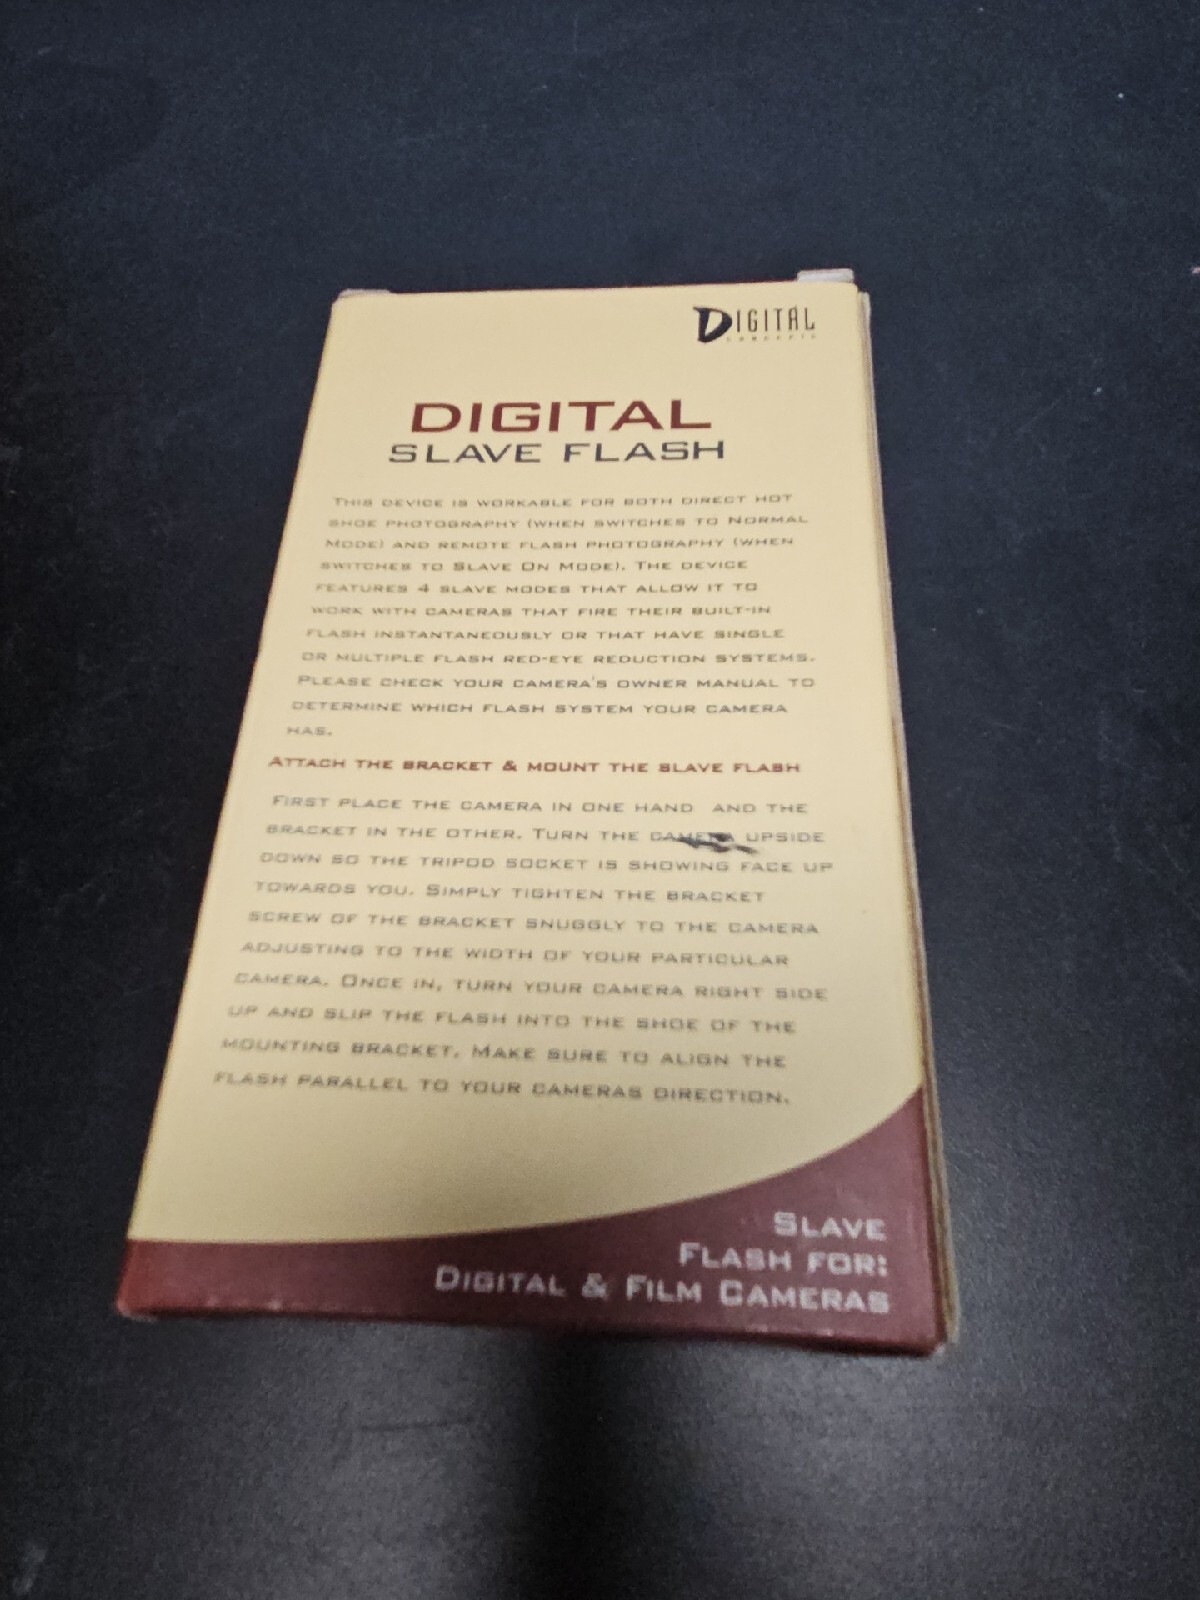 DIGITAL
CONCEPTS
DIGITAL
SLAVE FLASH
THIS DEVICE IS WORKABLE FOR BOTH DIRECT HOT
SHOE PHOTOGRAPHY (WHEN SWITCHES TO NORMAL
MODE) AND REMOTE FLASH PHOTOGRAPHY (WHEN
SWITCHES TO SLAVE ON MODE). THE DEVICE
FEATURES 4 SLAVE MODES THAT ALLOW IT TO
WORK WITH CAMERAS THAT FIRE THEIR BUILT-IN
FLASH INSTANTANEOUSLY OR THAT HAVE SINGLE
OR MULTIPLE FLASH RED-EYE REDUCTION SYSTEMS.
PLEASE CHECK YOUR CAMERA'S OWNER MANUAL TO
DETERMINE WHICH FLASH SYSTEM YOUR CAMERA
HAS.
ATTACH THE BRACKET & MOUNT THE SLAVE FLASH
FIRST PLACE THE CAMERA IN ONE HAND AND THE
BRACKET IN THE OTHER. TURN THE CAMERA UPSIDE
DOWN SO THE TRIPOD SOCKET IS SHOWING FACE UP
TOWARDS YOU. SIMPLY TIGHTEN THE BRACKET
SCREW OF THE BRACKET SNUGGLY TO THE CAMERA
ADJUSTING TO THE WIDTH OF YOUR PARTICULAR
CAMERA. ONCE IN, TURN YOUR CAMERA RIGHT SIDE
UP AND SLIP THE FLASH INTO THE SHOE OF THE
MOUNTING BRACKET. MAKE SURE TO ALIGN THE
FLASH PARALLEL TO YOUR CAMERAS DIRECTION.
SLAVE
FLASH FOR:
DIGITAL & FILM CAMERAS